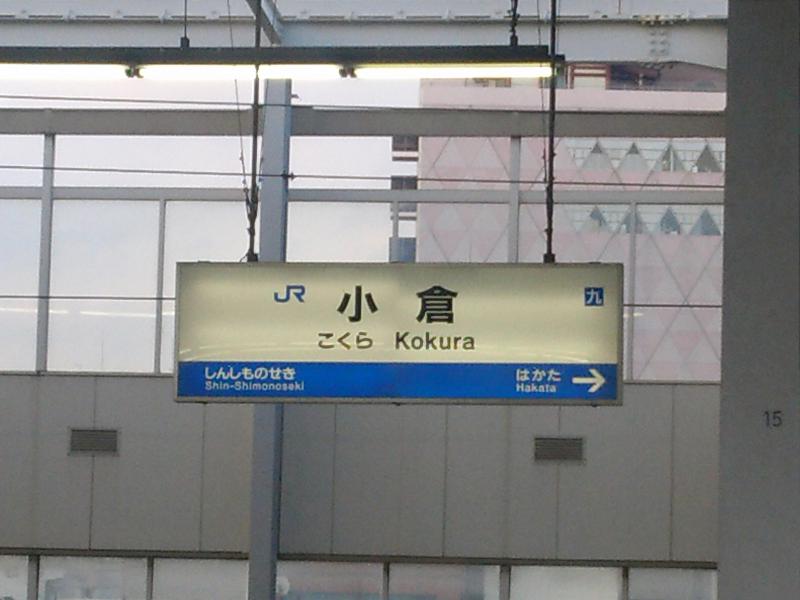 JR 小倉 九
こくら Kokura
しんしものせき はかた →
Shin-Shimonoseki Hakata
15